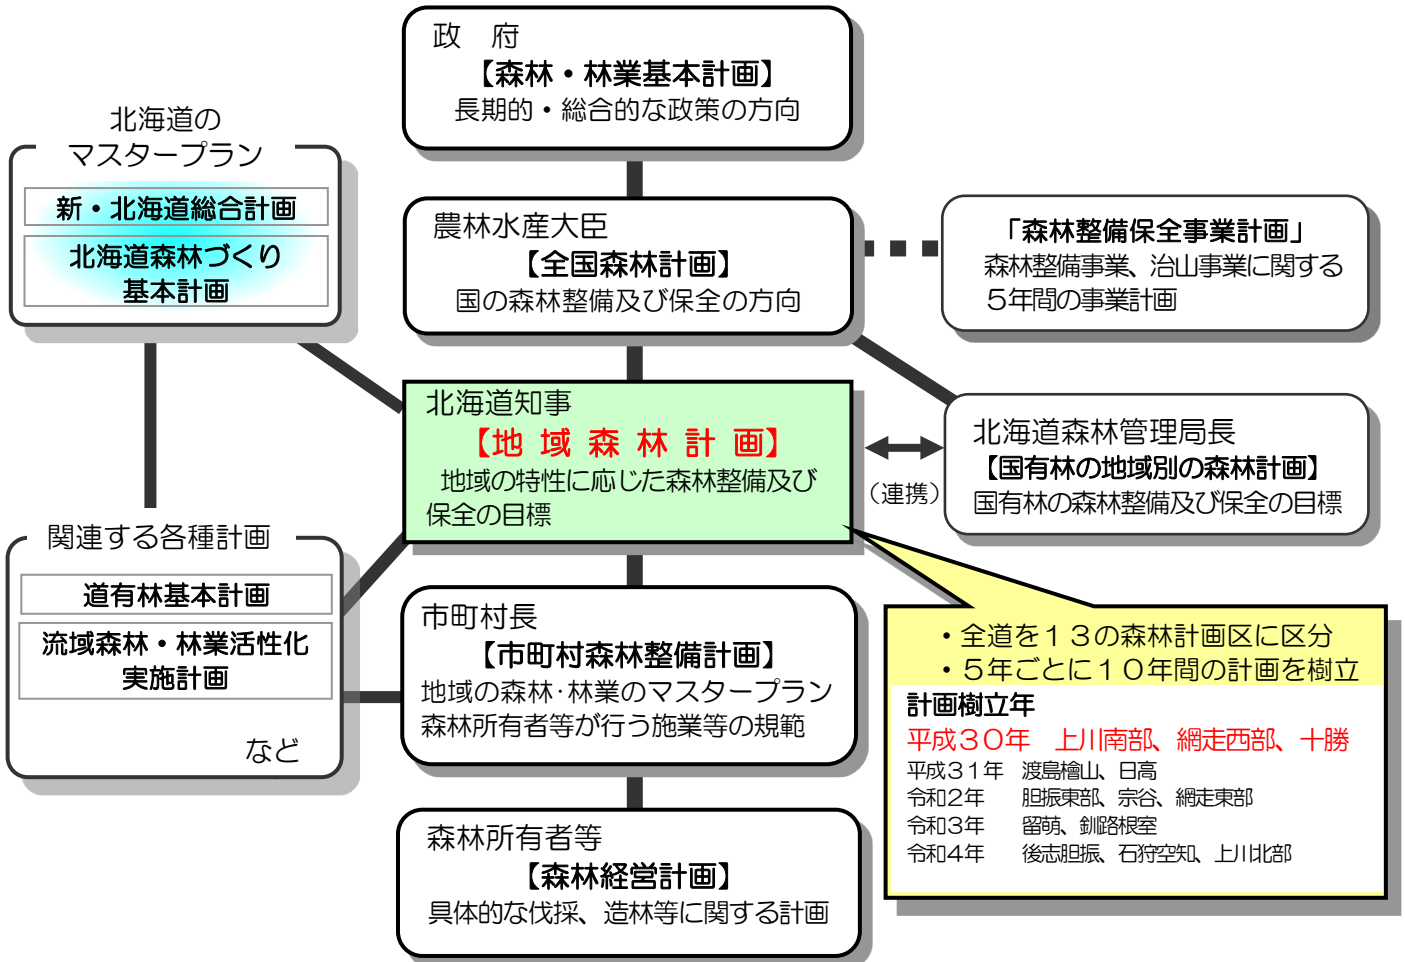 政　府
【森林・林業基本計画】
長期的・総合的な政策の方向
北海道の
マスタープラン
新・北海道総合計画
北海道森林づくり
基本計画
農林水産大臣
【全国森林計画】
国の森林整備及び保全の方向
「森林整備保全事業計画」
森林整備事業、治山事業に関する
５年間の事業計画
北海道知事
【地 域 森 林 計 画】
地域の特性に応じた森林整備及び
保全の目標
（連携）
北海道森林管理局長
【国有林の地域別の森林計画】
国有林の森林整備及び保全の目標
関連する各種計画
道有林基本計画
流域森林・林業活性化
実施計画
など
市町村長
【市町村森林整備計画】
地域の森林・林業のマスタープラン
森林所有者等が行う施業等の規範
・全道を１３の森林計画区に区分
・５年ごとに１０年間の計画を樹立
計画樹立年
平成３０年　上川南部、網走西部、十勝
平成３１年　渡島檜山、日高
令和２年　胆振東部、宗谷、網走東部
令和３年　留萌、釧路根室
令和４年　後志胆振、石狩空知、上川北部
森林所有者等
【森林経営計画】
具体的な伐採、造林等に関する計画